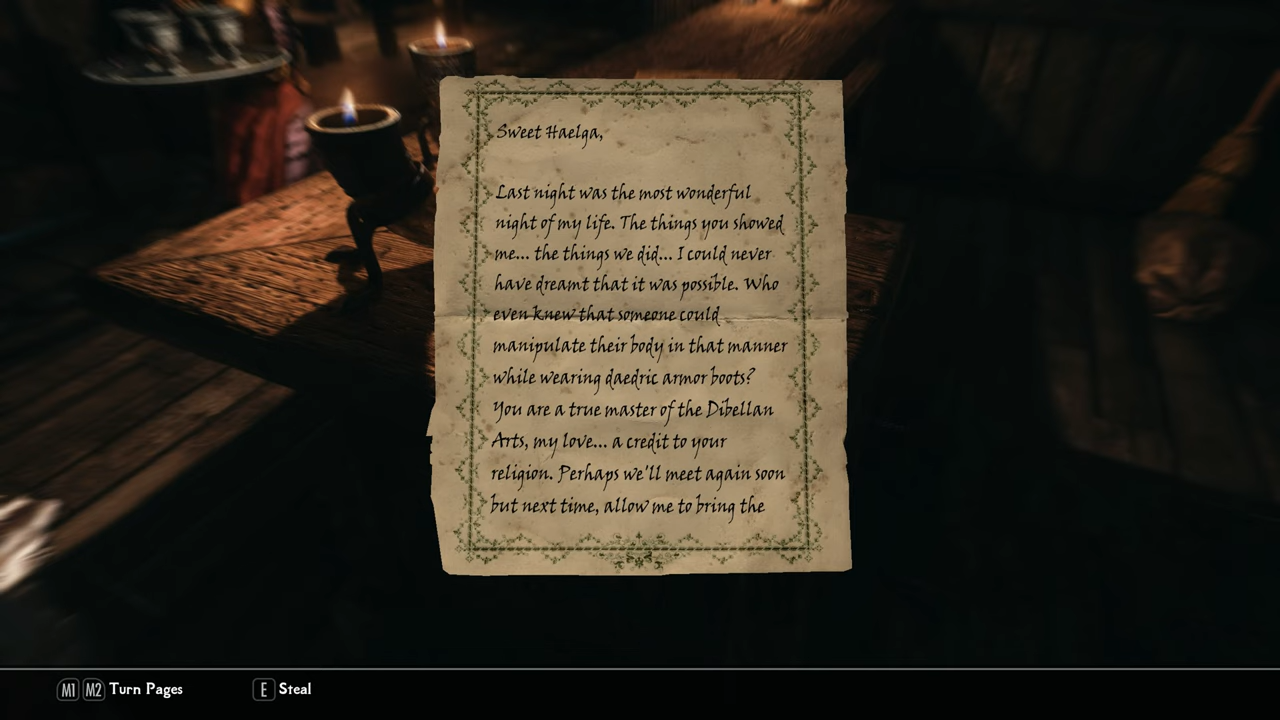 Sweet Haelga,
Last night was the most wonderful
night of my life. The things you showed
me... the things we did... I could never
have dreamt that it was possible. Who
even knew that someone could
manipulate their body in that manner
while wearing daedric armor boots?
You are a true master of the Dibellan
Arts, my love... a credit to your
religion. Perhaps we'll meet again soon
but next time, allow me to bring the
M1 M2 Turn Pages
E Steal